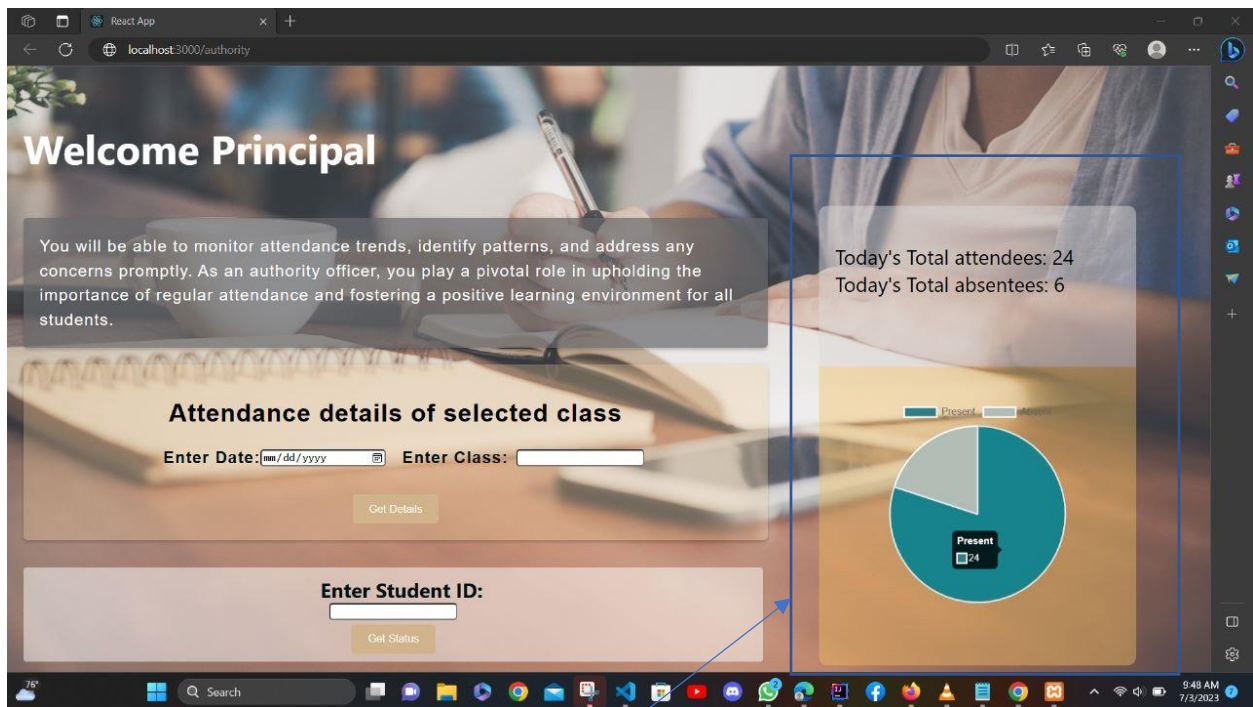 React App
localhost:3000/authority
Welcome Principal
You will be able to monitor attendance trends, identify patterns, and address any
concerns promptly. As an authority officer, you play a pivotal role in upholding the
importance of regular attendance and fostering a positive learning environment for all
students.
Attendance details of selected class
Enter Date: mm/dd/yyyy Enter Class:
Get Details
Enter Student ID:
Get Status
Today's Total attendees: 24
Today's Total absentees: 6
Present Absent
Present
24
76°
Search
9:48 AM
7/3/2023